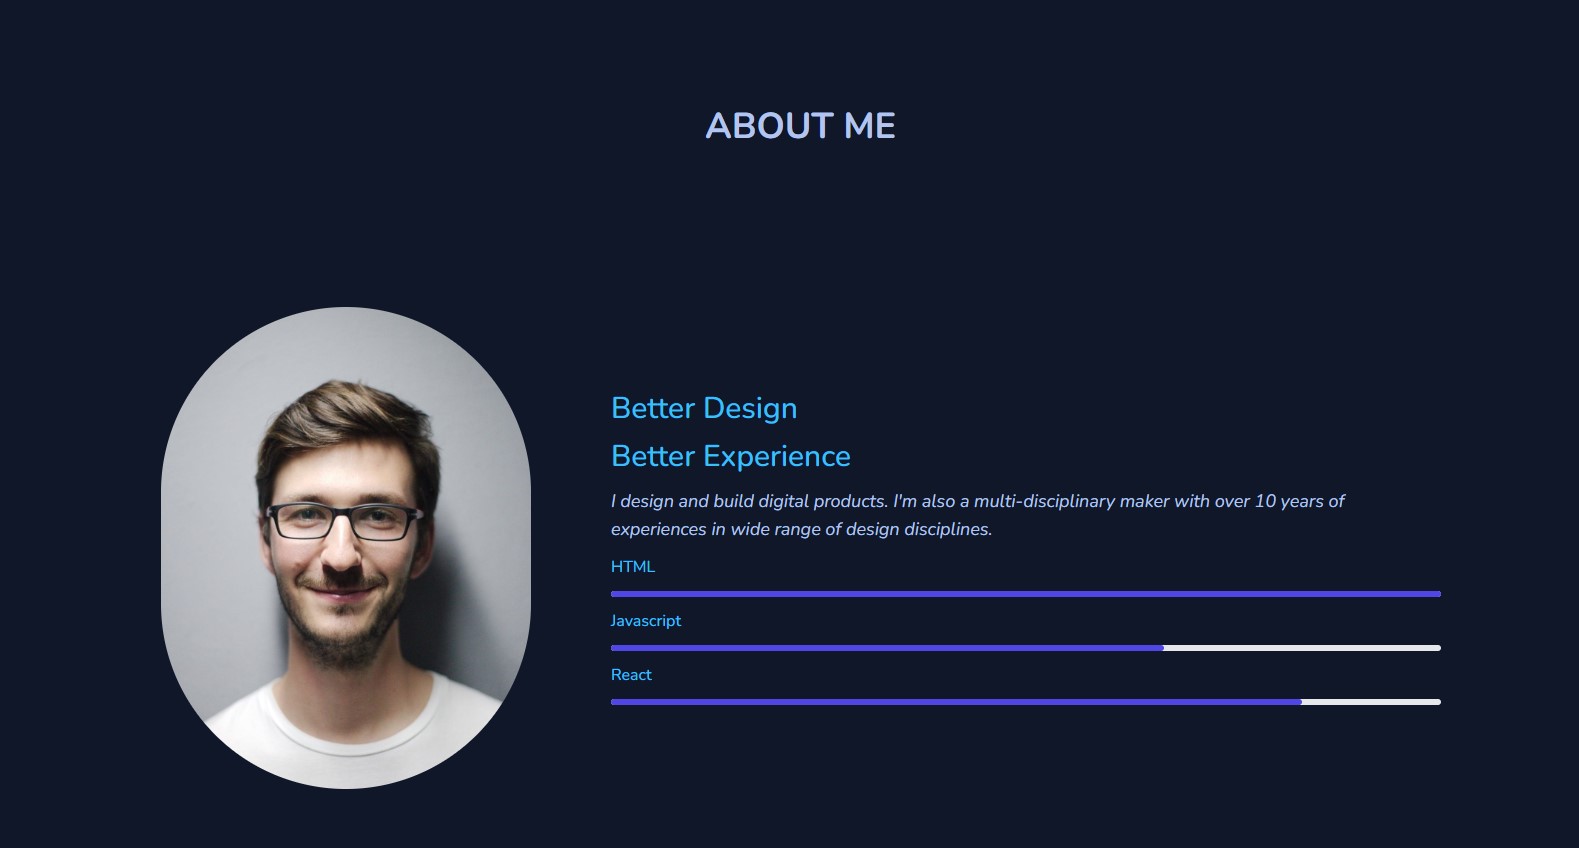 ABOUT ME
Better Design
Better Experience
I design and build digital products. I'm also a multi-disciplinary maker with over 10 years of
experiences in wide range of design disciplines.
HTML
Javascript
React